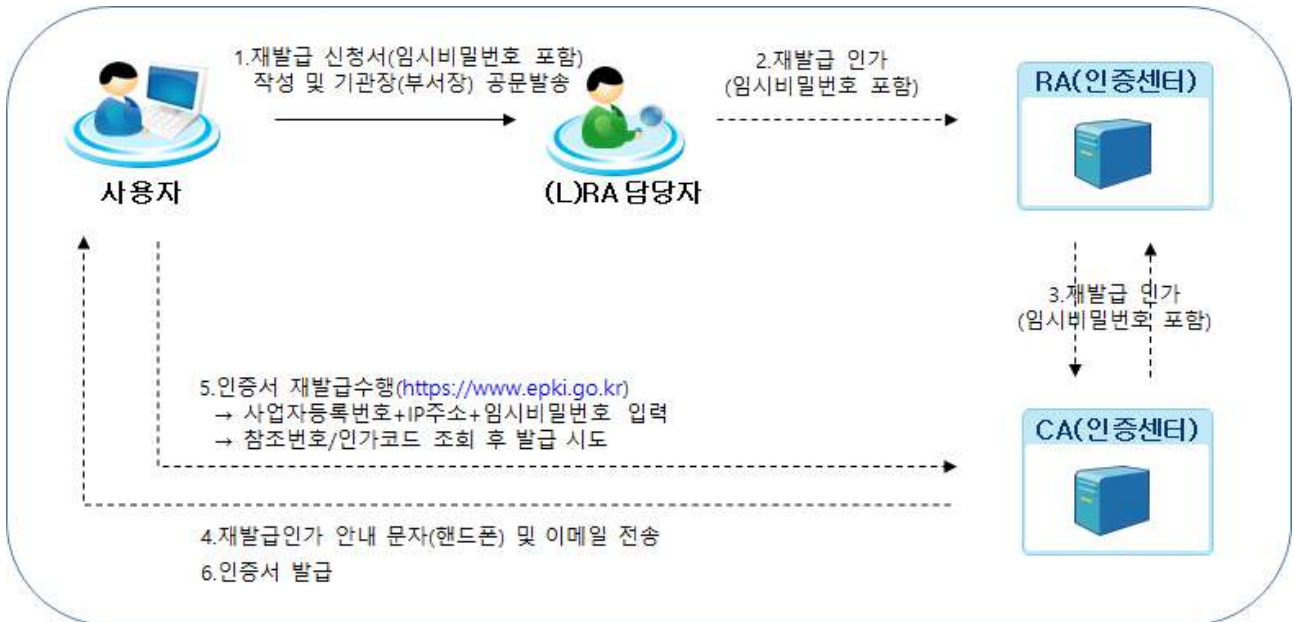 1.재발급 신청서(임시비밀번호 포함)
작성 및 기관장(부서장) 공문발송
2.재발급 인가
(임시비밀번호 포함)
RA(인증센터)
사용자
(L)RA 담당자
3.재발급 인가
(임시비밀번호 포함)
5.인증서 재발급수행(https://www.epki.go.kr)
→ 사업자등록번호+IP주소+임시비밀번호 입력
→ 참조번호/인가코드 조회 후 발급 시도
CA(인증센터)
4.재발급인가 안내 문자(핸드폰) 및 이메일 전송
6.인증서 발급